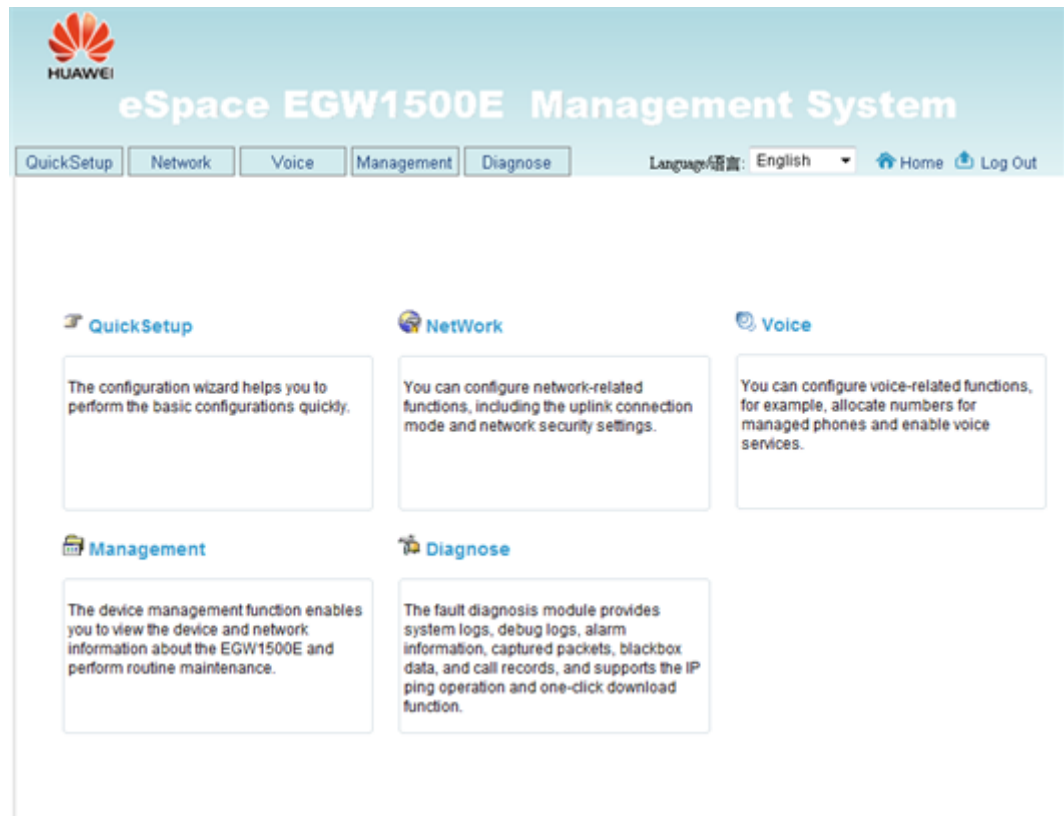 HUAWEI
eSpace EGW1500E Management System
QuickSetup Network Voice Management Diagnose Language/语言: English Home Log Out
QuickSetup
The configuration wizard helps you to
perform the basic configurations quickly.
NetWork
You can configure network-related
functions, including the uplink connection
mode and network security settings.
Voice
You can configure voice-related functions,
for example, allocate numbers for
managed phones and enable voice
services.
Management
The device management function enables
you to view the device and network
information about the EGW1500E and
perform routine maintenance.
Diagnose
The fault diagnosis module provides
system logs, debug logs, alarm
information, captured packets, blackbox
data, and call records, and supports the IP
ping operation and one-click download
function.